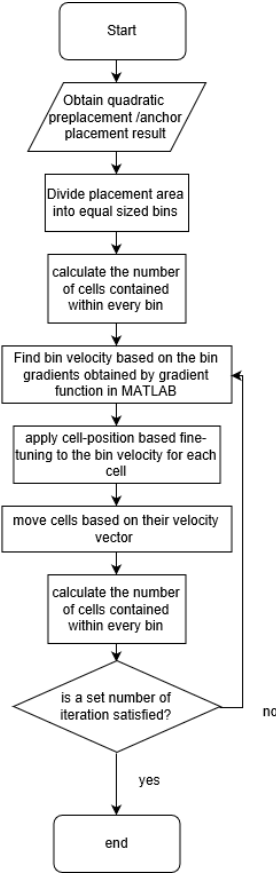 Start
Obtain quadratic
preplacement /anchor
placement result
Divide placement area
into equal sized bins
calculate the number
of cells contained
within every bin
Find bin velocity based on the bin
gradients obtained by gradient
function in MATLAB
apply cell-position based fine-
tuning to the bin velocity for each
cell
move cells based on their velocity
vector
calculate the number
of cells contained
within every bin
is a set number of
iteration satisfied?
no
yes
end